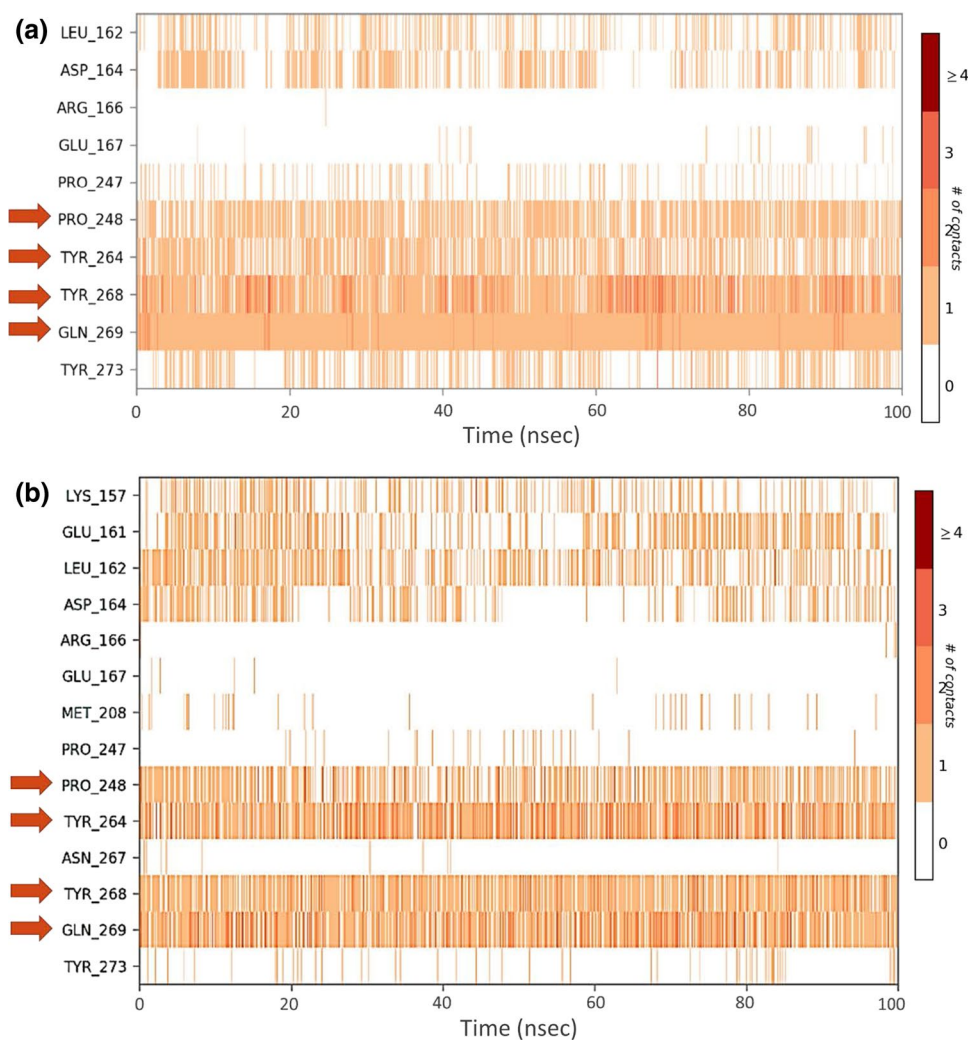 (a)
LEU_162
ASP_164
ARG_166
GLU_167
PRO_247
PRO_248
TYR_264
TYR_268
GLN_269
TYR_273
0 20 40 60 80 100
Time (nsec)
≥4
3
2
1
0
# of contacts
(b)
LYS_157
GLU_161
LEU_162
ASP_164
ARG_166
GLU_167
MET_208
PRO_247
PRO_248
TYR_264
ASN_267
TYR_268
GLN_269
TYR_273
0 20 40 60 80 100
Time (nsec)
≥4
3
2
1
0
# of contacts